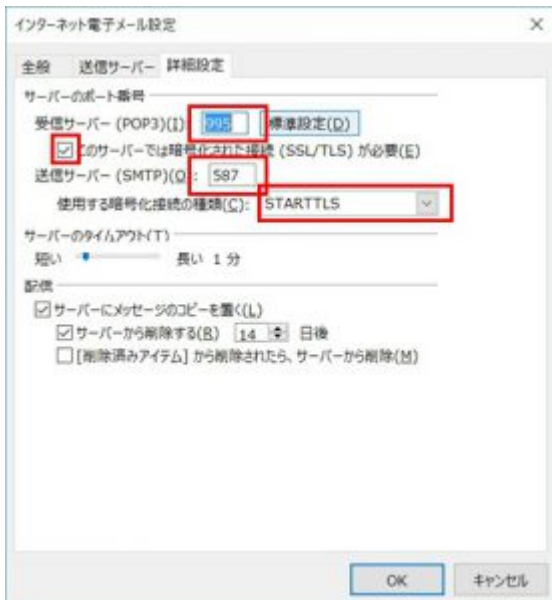 インターネット電子メール設定
全般 送信サーバー 詳細設定
サーバーのポート番号
受信サーバー (POP3)(I): 995 標準設定(D)
このサーバーでは暗号化された接続 (SSL/TLS) が必要(E)
送信サーバー (SMTP)(O): 587
使用する暗号化接続の種類(C): STARTTLS
サーバーのタイムアウト(T)
短い 長い 1 分
配信
サーバーにメッセージのコピーを置く(L)
サーバーから削除する(R) 14 日後
[削除済みアイテム] から削除されたら、サーバーから削除(M)
OK キャンセル